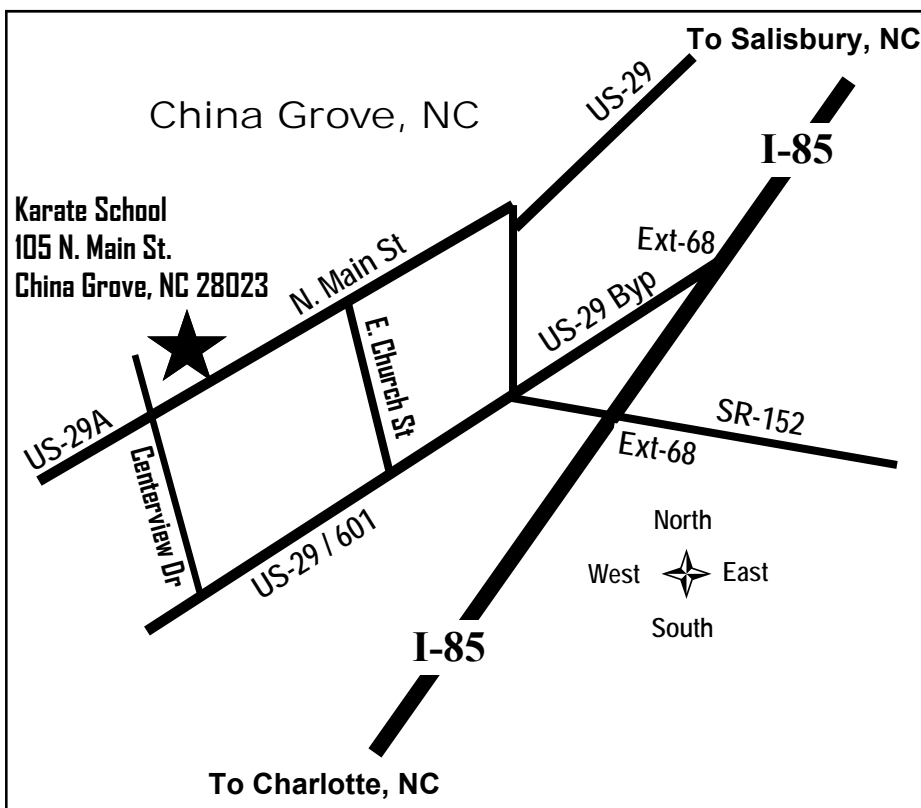 To Salisbury, NC
US-29
China Grove, NC
I-85
Karate School
105 N. Main St.
China Grove, NC 28023
Ext-68
N. Main St
US-29 Byp
E. Church St
US-29A
SR-152
Ext-68
Centerview Dr
US-29 / 601
North
West
East
South
I-85
To Charlotte, NC